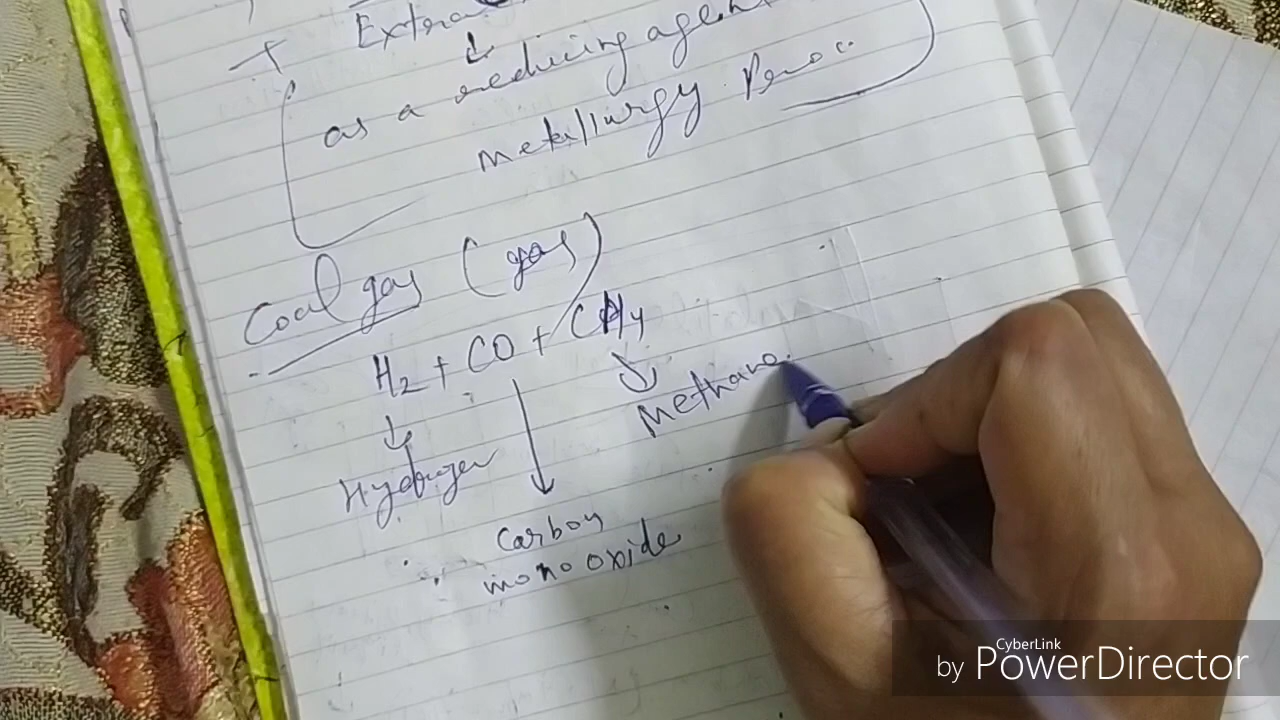 Extra
as a reducing agent
metallurgy
Coal gas (gas)
H2 + CO + CH4
Methane
Hydrogen
Carbon
mono oxide
CyberLink
by PowerDirector